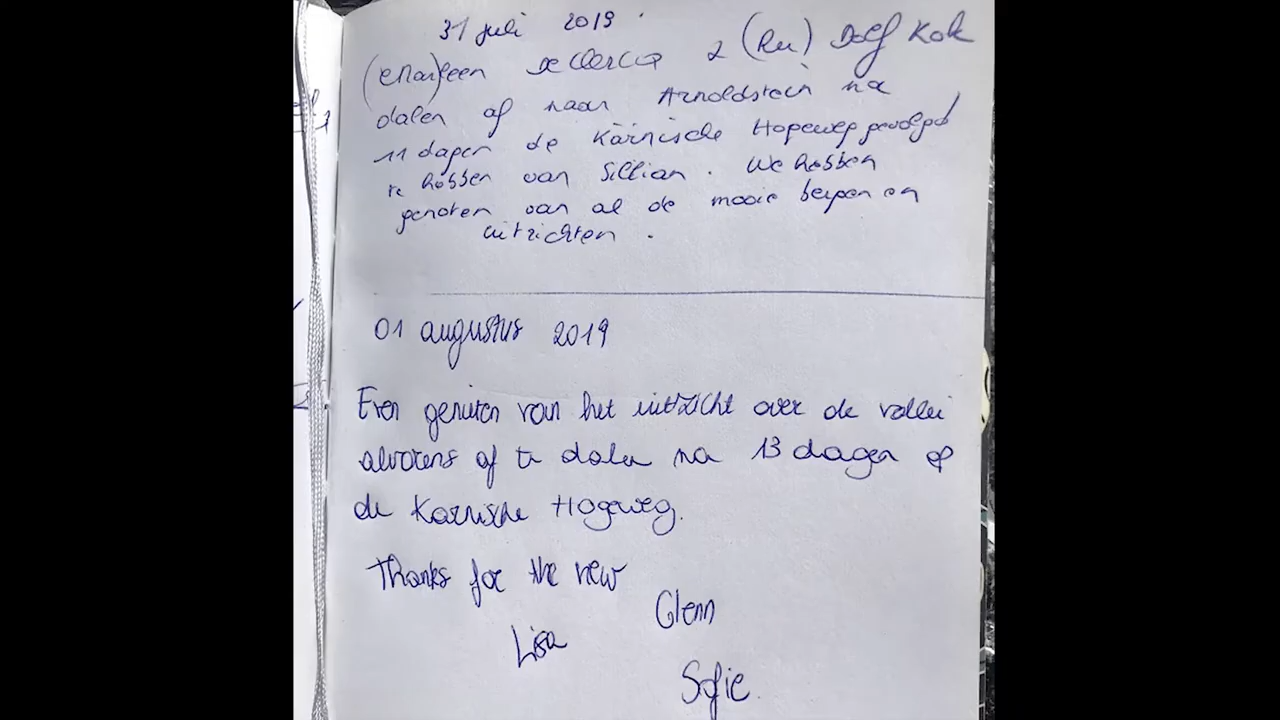 31 juli 2019
(Marleen De Clercq & (Ru) Dolf Kok
dalen af naar Arnoldstein na
11 dagen de Karnische Hogeweg gevolgd
te hebben van Sillian. We hebben
genoten van al de mooie bergen en
uitzichten.
01 augustus 2019
Even genieten van het uitzicht over de vallei
alvorens af te dalen na 13 dagen op
de Karnische Hogeweg.
Thanks for the view
Glenn
Lisa
Sofie